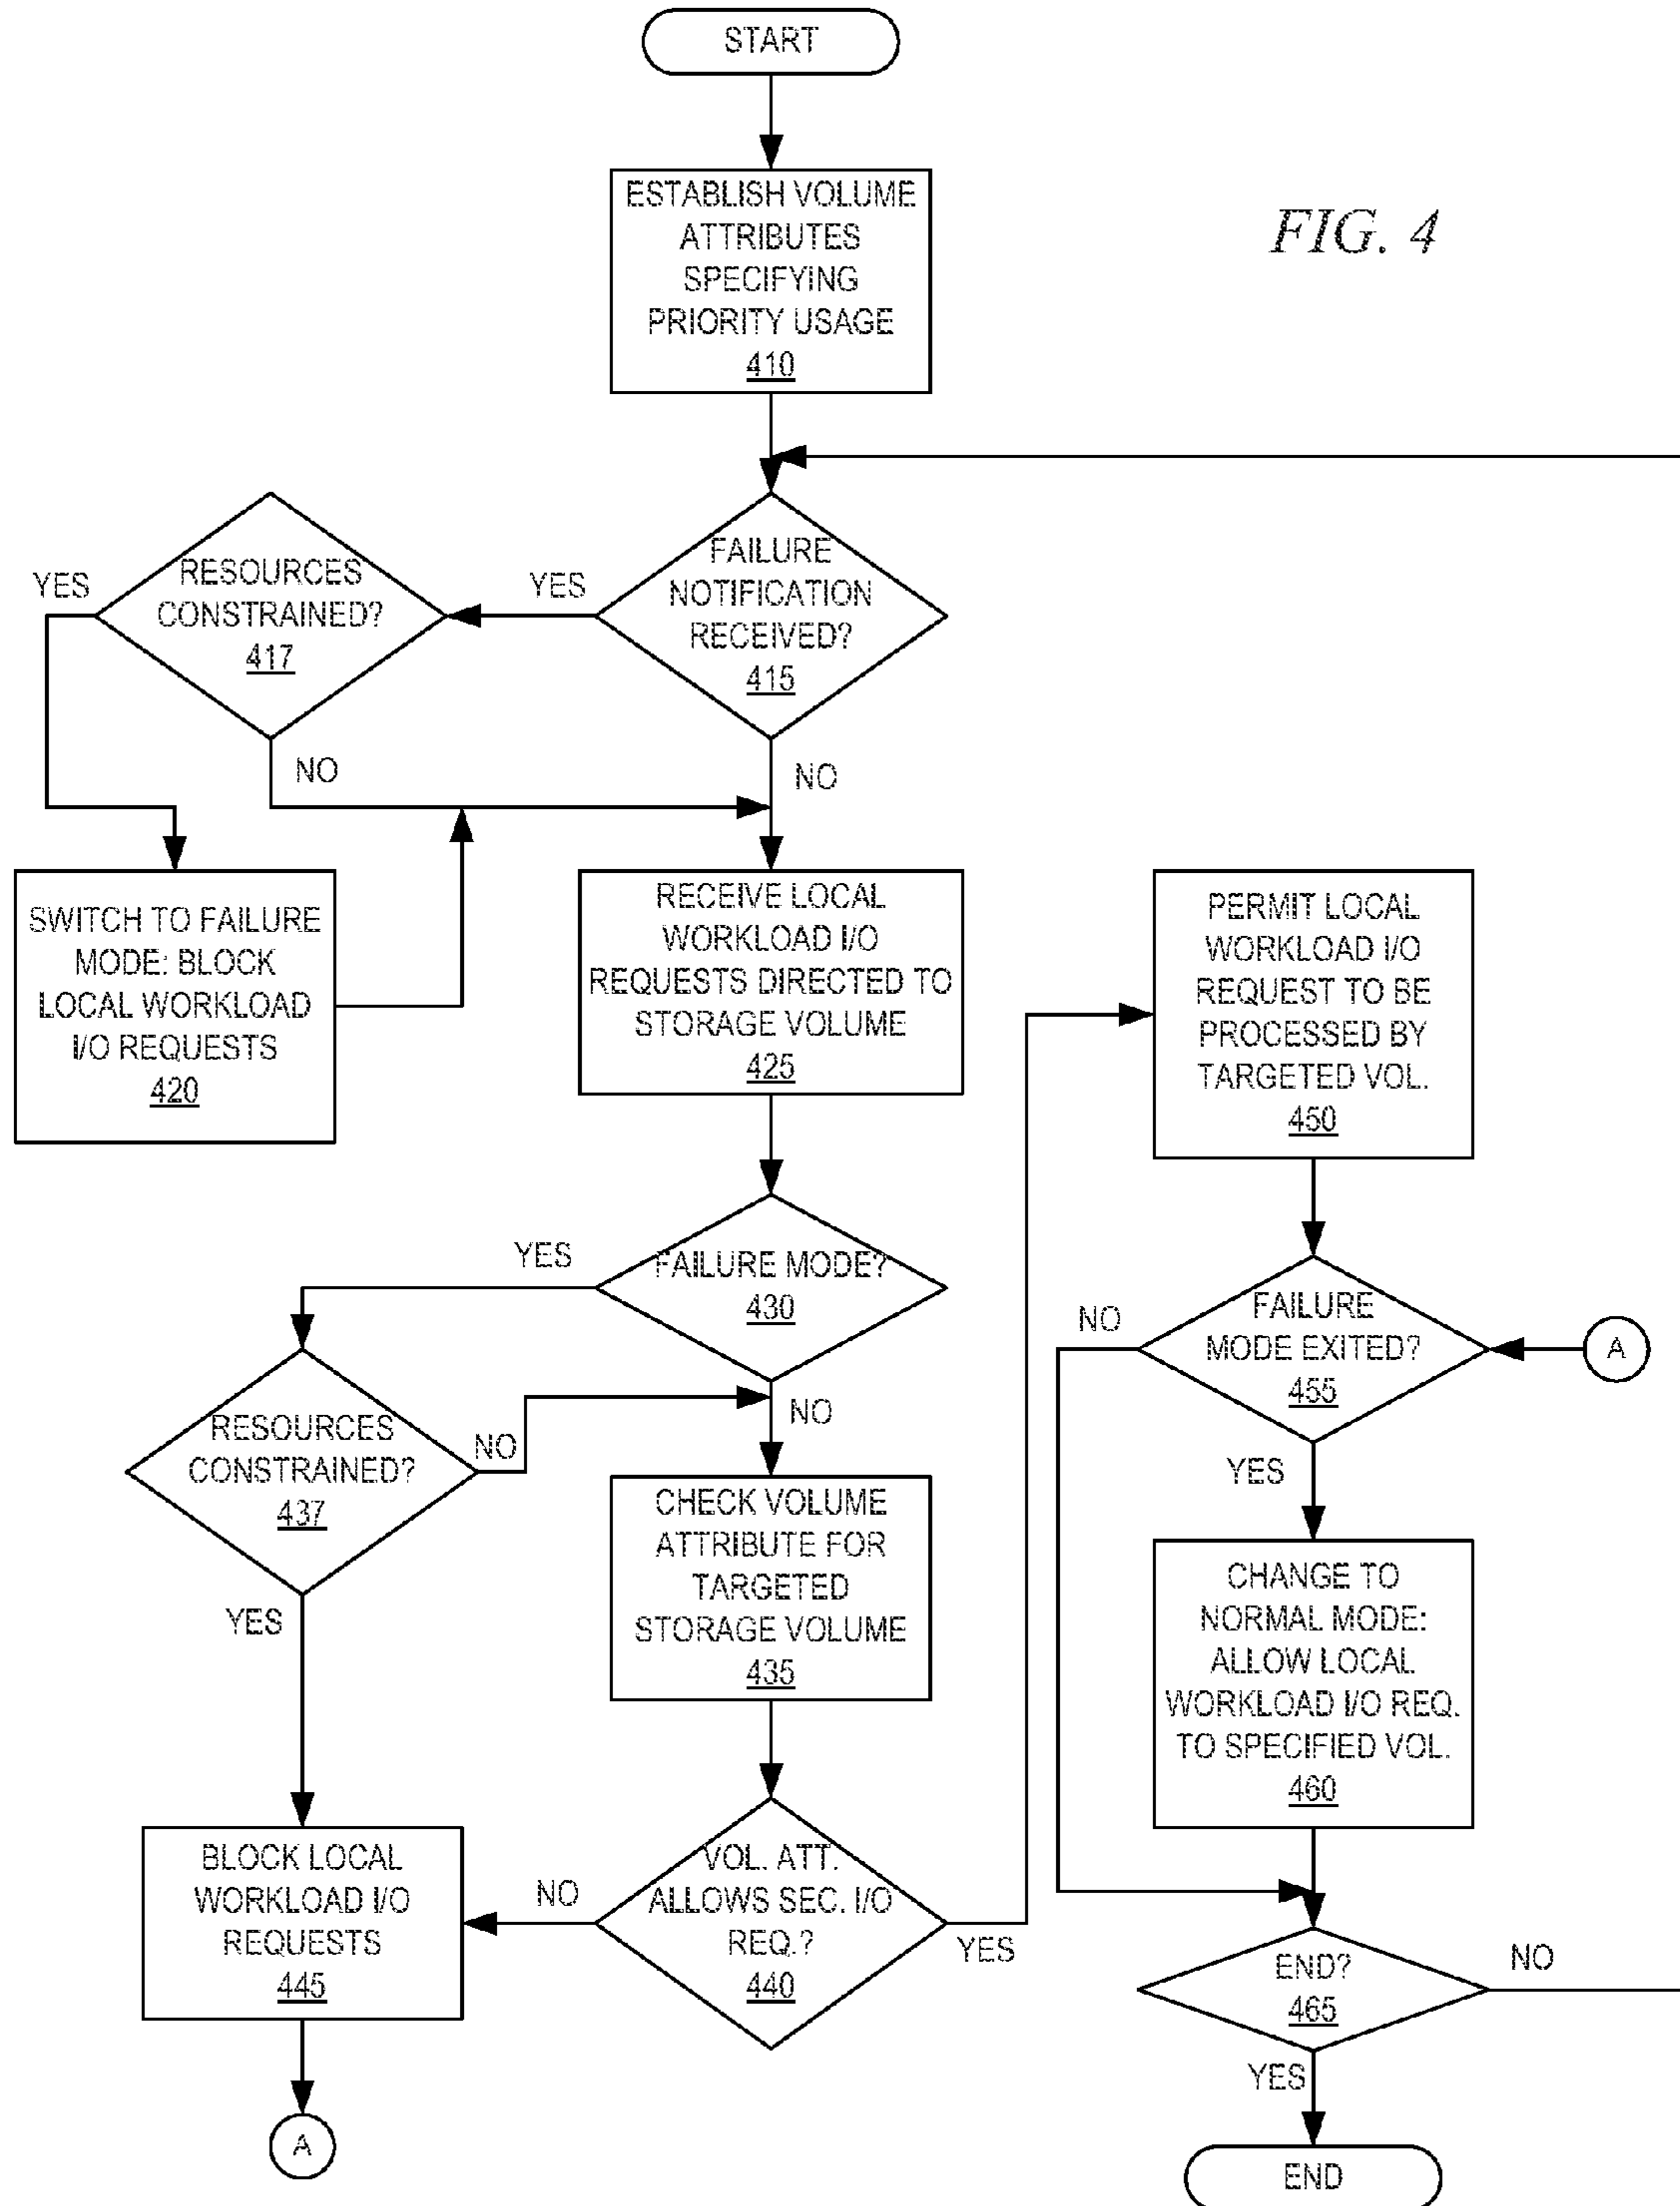 START
ESTABLISH VOLUME
ATTRIBUTES
SPECIFYING
PRIORITY USAGE
410
FIG. 4
FAILURE
NOTIFICATION
RECEIVED?
415
YES
NO
RESOURCES
CONSTRAINED?
417
YES
NO
SWITCH TO FAILURE
MODE: BLOCK
LOCAL WORKLOAD
I/O REQUESTS
420
RECEIVE LOCAL
WORKLOAD I/O
REQUESTS DIRECTED TO
STORAGE VOLUME
425
FAILURE MODE?
430
YES
NO
RESOURCES
CONSTRAINED?
437
NO
YES
CHECK VOLUME
ATTRIBUTE FOR
TARGETED
STORAGE VOLUME
435
VOL. ATT.
ALLOWS SEC. I/O
REQ.?
440
NO
YES
BLOCK LOCAL
WORKLOAD I/O
REQUESTS
445
A
PERMIT LOCAL
WORKLOAD I/O
REQUEST TO BE
PROCESSED BY
TARGETED VOL.
450
FAILURE
MODE EXITED?
455
NO
A
YES
CHANGE TO
NORMAL MODE:
ALLOW LOCAL
WORKLOAD I/O REQ.
TO SPECIFIED VOL.
460
END?
465
NO
YES
END